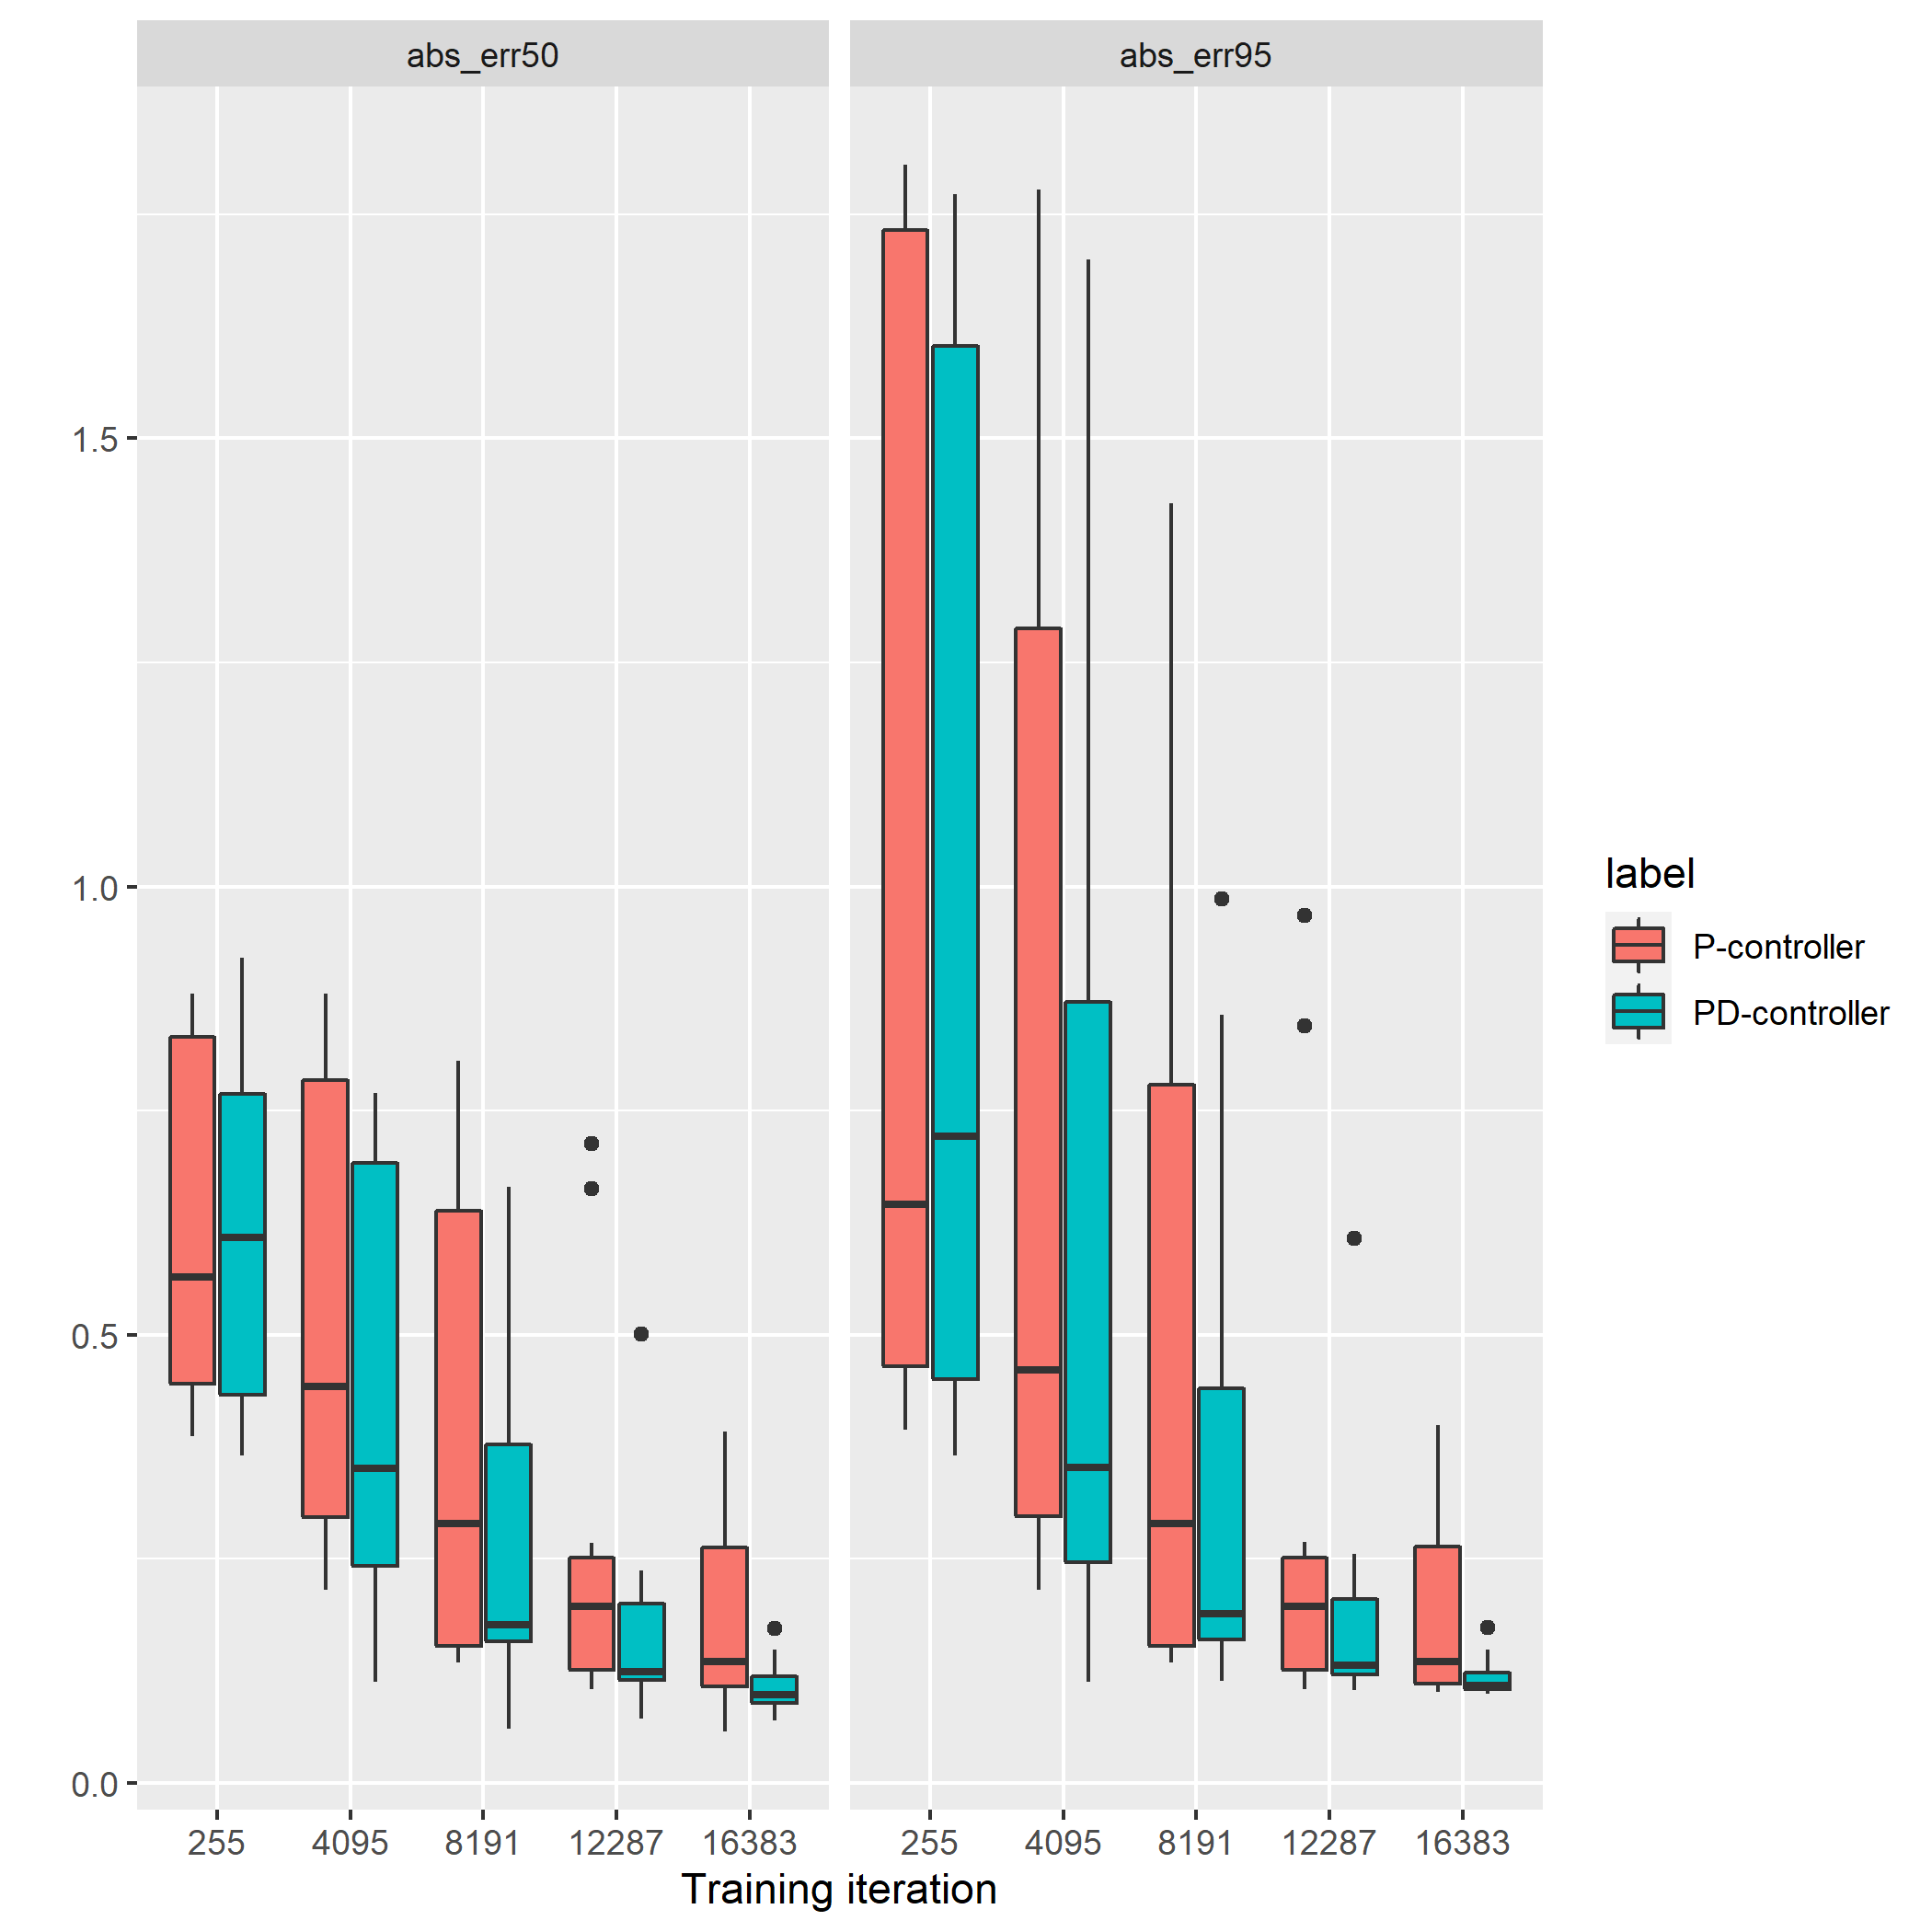 abs_err50 abs_err95
1.5
1.0
0.5
0.0
255 4095 8191 12287 16383 255 4095 8191 12287 16383
Training iteration
label
P-controller
PD-controller